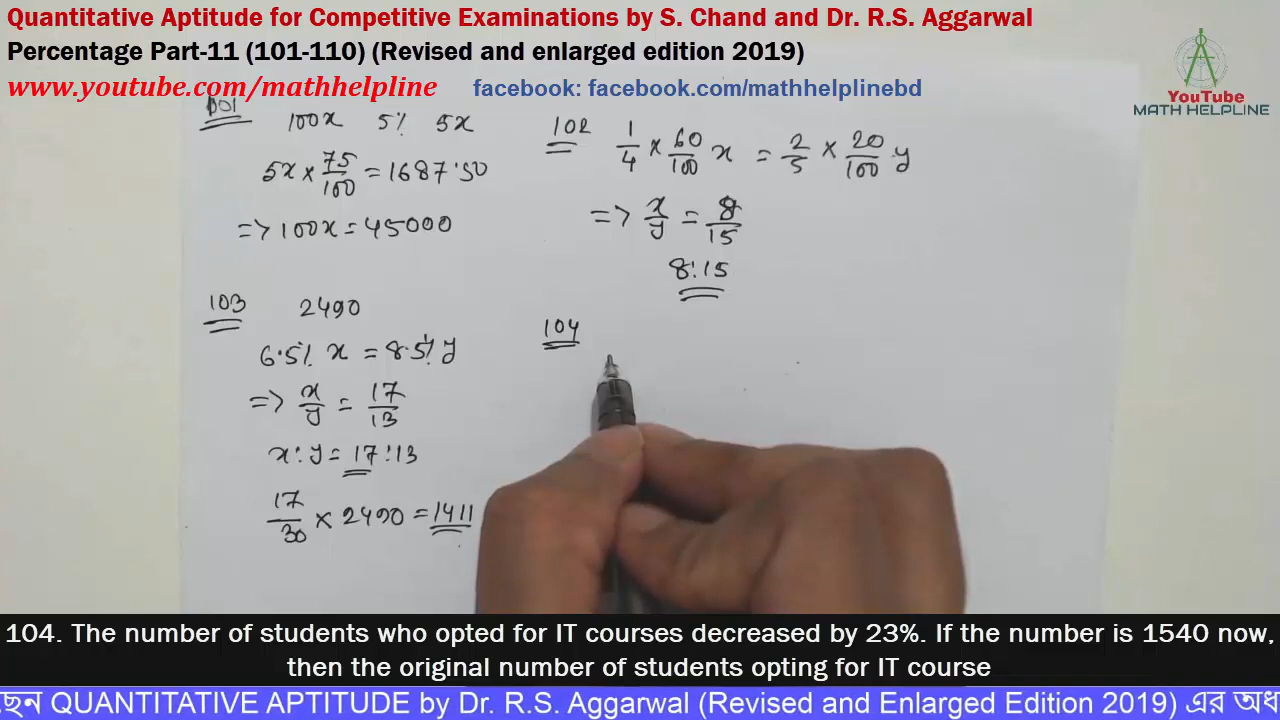 Quantitative Aptitude for Competitive Examinations by S. Chand and Dr. R.S. Aggarwal
Percentage Part-11 (101-110) (Revised and enlarged edition 2019)
www.youtube.com/mathhelpline facebook: facebook.com/mathhelplinebd
YouTube
MATH HELPLINE
101 100x 5% 5x
5x × 75/100 = 1687.50
=> 100x = 45000
102 1/4 × 60/100 x = 2/5 × 20/100 y
=> x/y = 8/15
8:15
103 2490
6.5% x = 8.5% y
=> x/y = 17/13
x:y = 17:13
17/30 × 2490 = 1411
104
104. The number of students who opted for IT courses decreased by 23%. If the number is 1540 now,
then the original number of students opting for IT course
ছেন QUANTITATIVE APTITUDE by Dr. R.S. Aggarwal (Revised and Enlarged Edition 2019) এর অধ